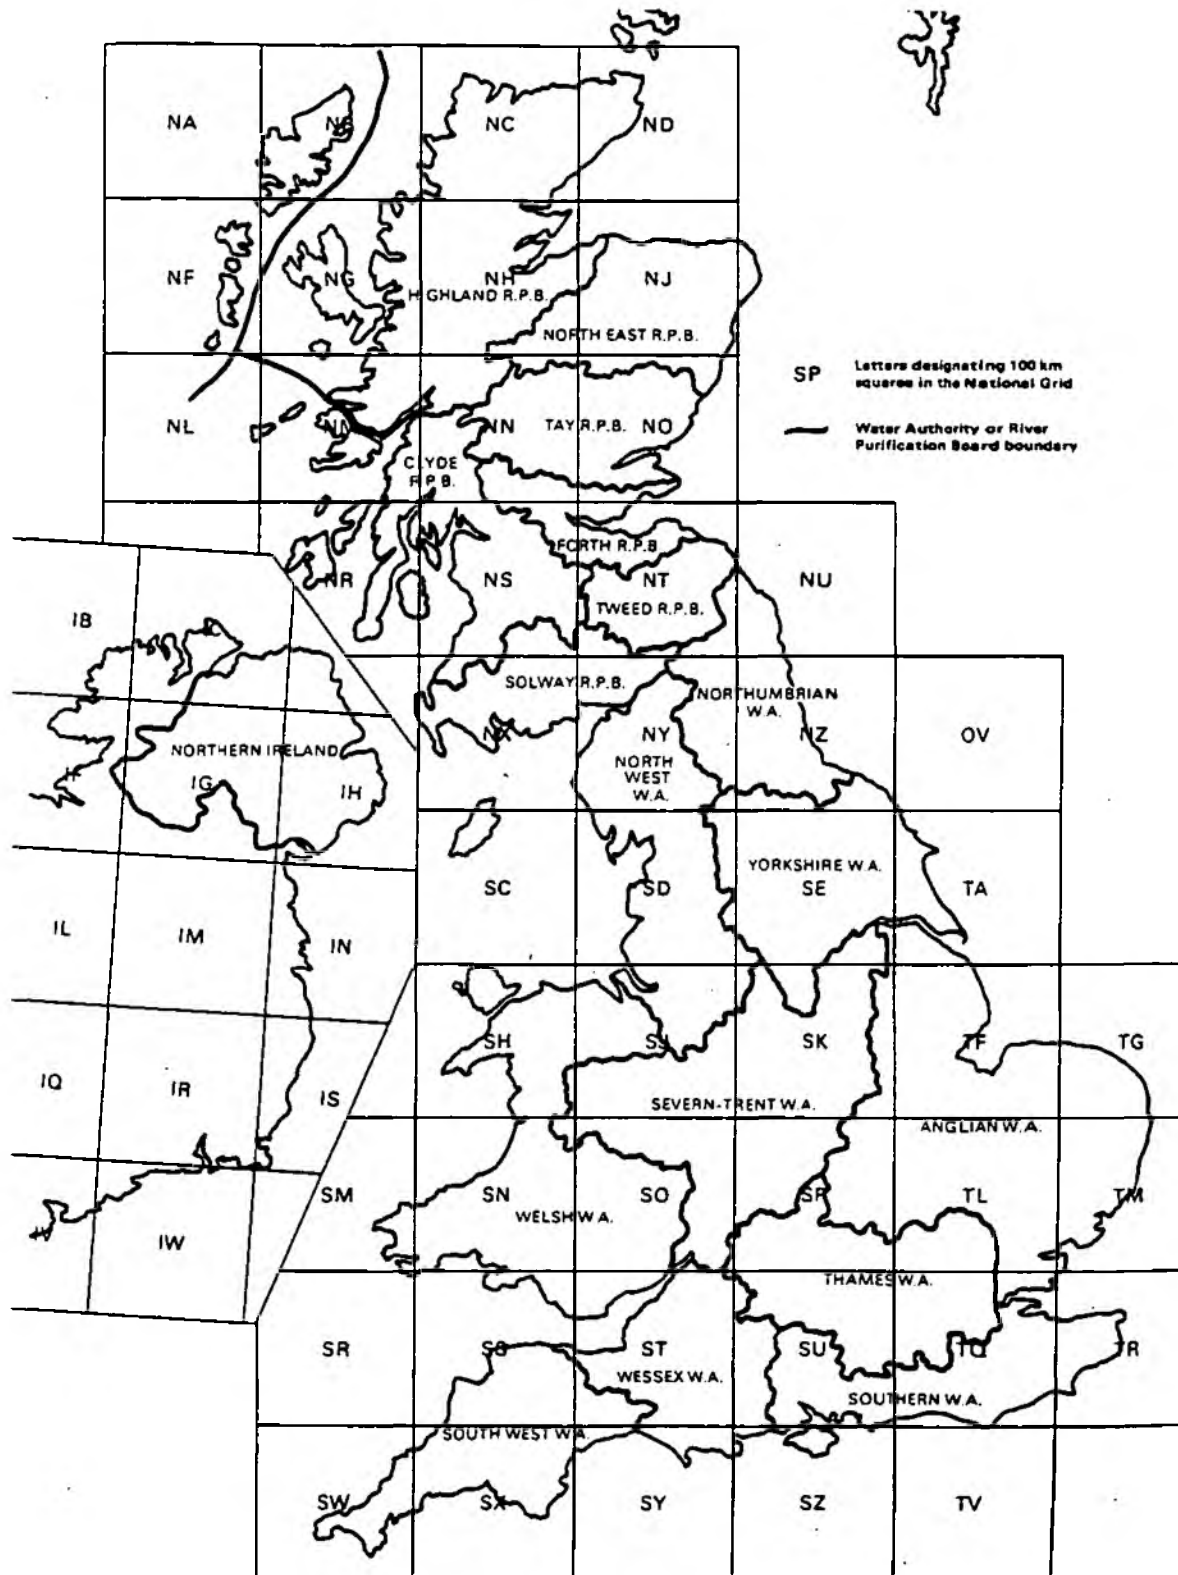 NA
NB
NC
ND
NF
NG
NH
NJ
HIGHLAND R.P.B.
NORTH EAST R.P.B.
SP
Letters designating 100 km
squares in the National Grid
Water Authority or River
Purification Board boundary
NL
NM
NN
TAY R.P.B.
NO
CLYDE
R.P.B.
FORTH R.P.B
NR
NS
NT
NU
TWEED R.P.B.
IB
SOLWAY R.P.B.
NORTHUMBRIAN
W.A.
NX
NY
NZ
OV
NORTH
WEST
W.A.
NORTHERN IRELAND
IG
IH
YORKSHIRE W.A.
SC
SD
SE
TA
IL
IM
IN
SH
SJ
SK
TF
TG
IQ
IR
IS
SEVERN-TRENT W.A.
ANGLIAN W.A.
SM
SN
SO
SP
TL
TM
WELSH W.A.
IW
THAMES W.A.
SR
SS
ST
SU
TQ
TR
WESSEX W.A.
SOUTHERN W.A.
SOUTH WEST W.A.
SW
SX
SY
SZ
TV